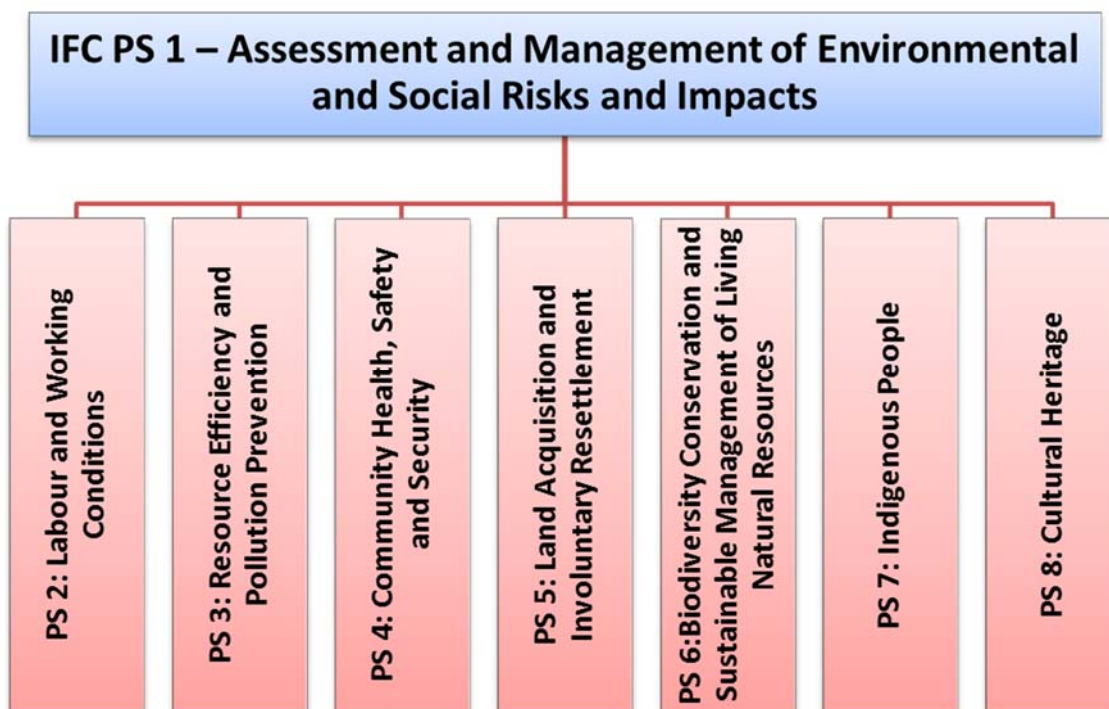 IFC PS 1 – Assessment and Management of Environmental
and Social Risks and Impacts
PS 2: Labour and Working
Conditions
PS 3: Resource Efficiency and
Pollution Prevention
PS 4: Community Health, Safety
and Security
PS 5: Land Acquisition and
Involuntary Resettlement
PS 6:Biodiversity Conservation and
Sustainable Management of Living
Natural Resources
PS 7: Indigenous People
PS 8: Cultural Heritage